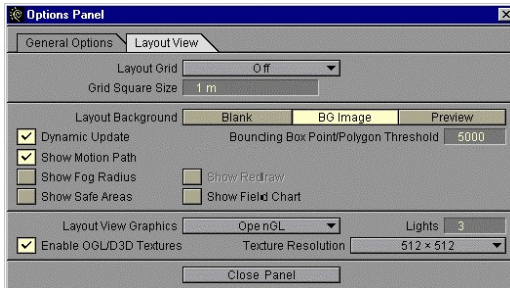 Options Panel
General Options Layout View
Layout Grid Off
Grid Square Size 1 m
Layout Background Blank BG Image Preview
Dynamic Update Bounding Box Point/Polygon Threshold 5000
Show Motion Path
Show Fog Radius Show Redraw
Show Safe Areas Show Field Chart
Layout View Graphics OpenGL Lights 3
Enable OGL/D3D Textures Texture Resolution 512 × 512
Close Panel